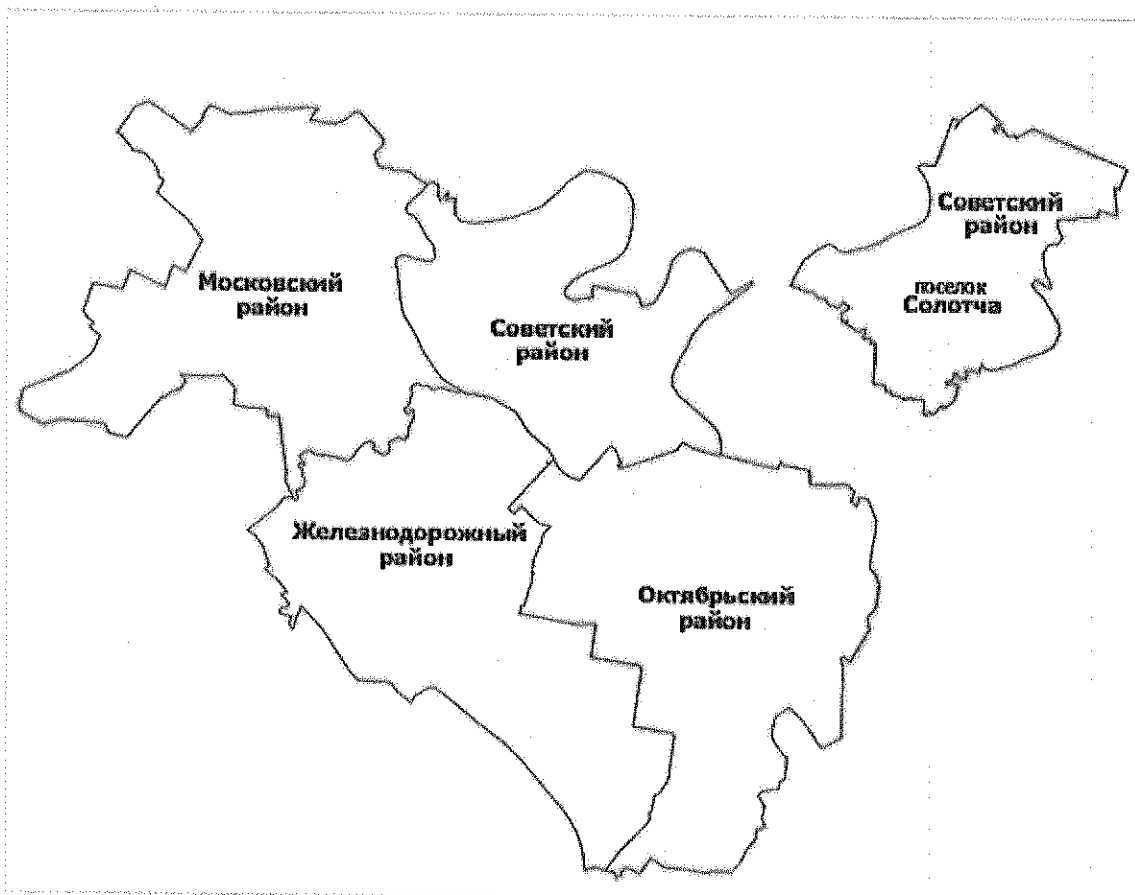 Советский
район
поселок
Солотча
Московский
район
Советский
район
Железнодорожный
район
Октябрьский
район